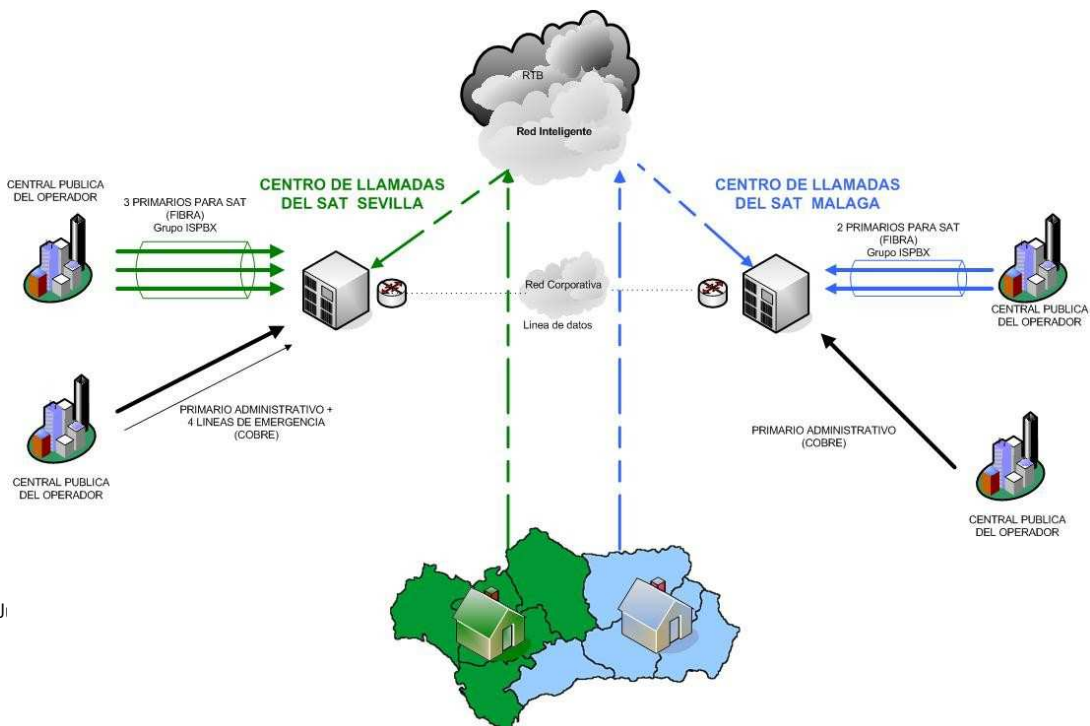 RTB
Red Inteligente
CENTRAL PUBLICA
DEL OPERADOR
3 PRIMARIOS PARA SAT
(FIBRA)
Grupo ISPBX
CENTRO DE LLAMADAS
DEL SAT SEVILLA
CENTRO DE LLAMADAS
DEL SAT MALAGA
2 PRIMARIOS PARA SAT
(FIBRA)
Grupo ISPBX
Red Corporativa
Linea de datos
CENTRAL PUBLICA
DEL OPERADOR
PRIMARIO ADMINISTRATIVO +
4 LINEAS DE EMERGENCIA
(COBRE)
CENTRAL PUBLICA
DEL OPERADOR
PRIMARIO ADMINISTRATIVO
(COBRE)
CENTRAL PUBLICA
DEL OPERADOR